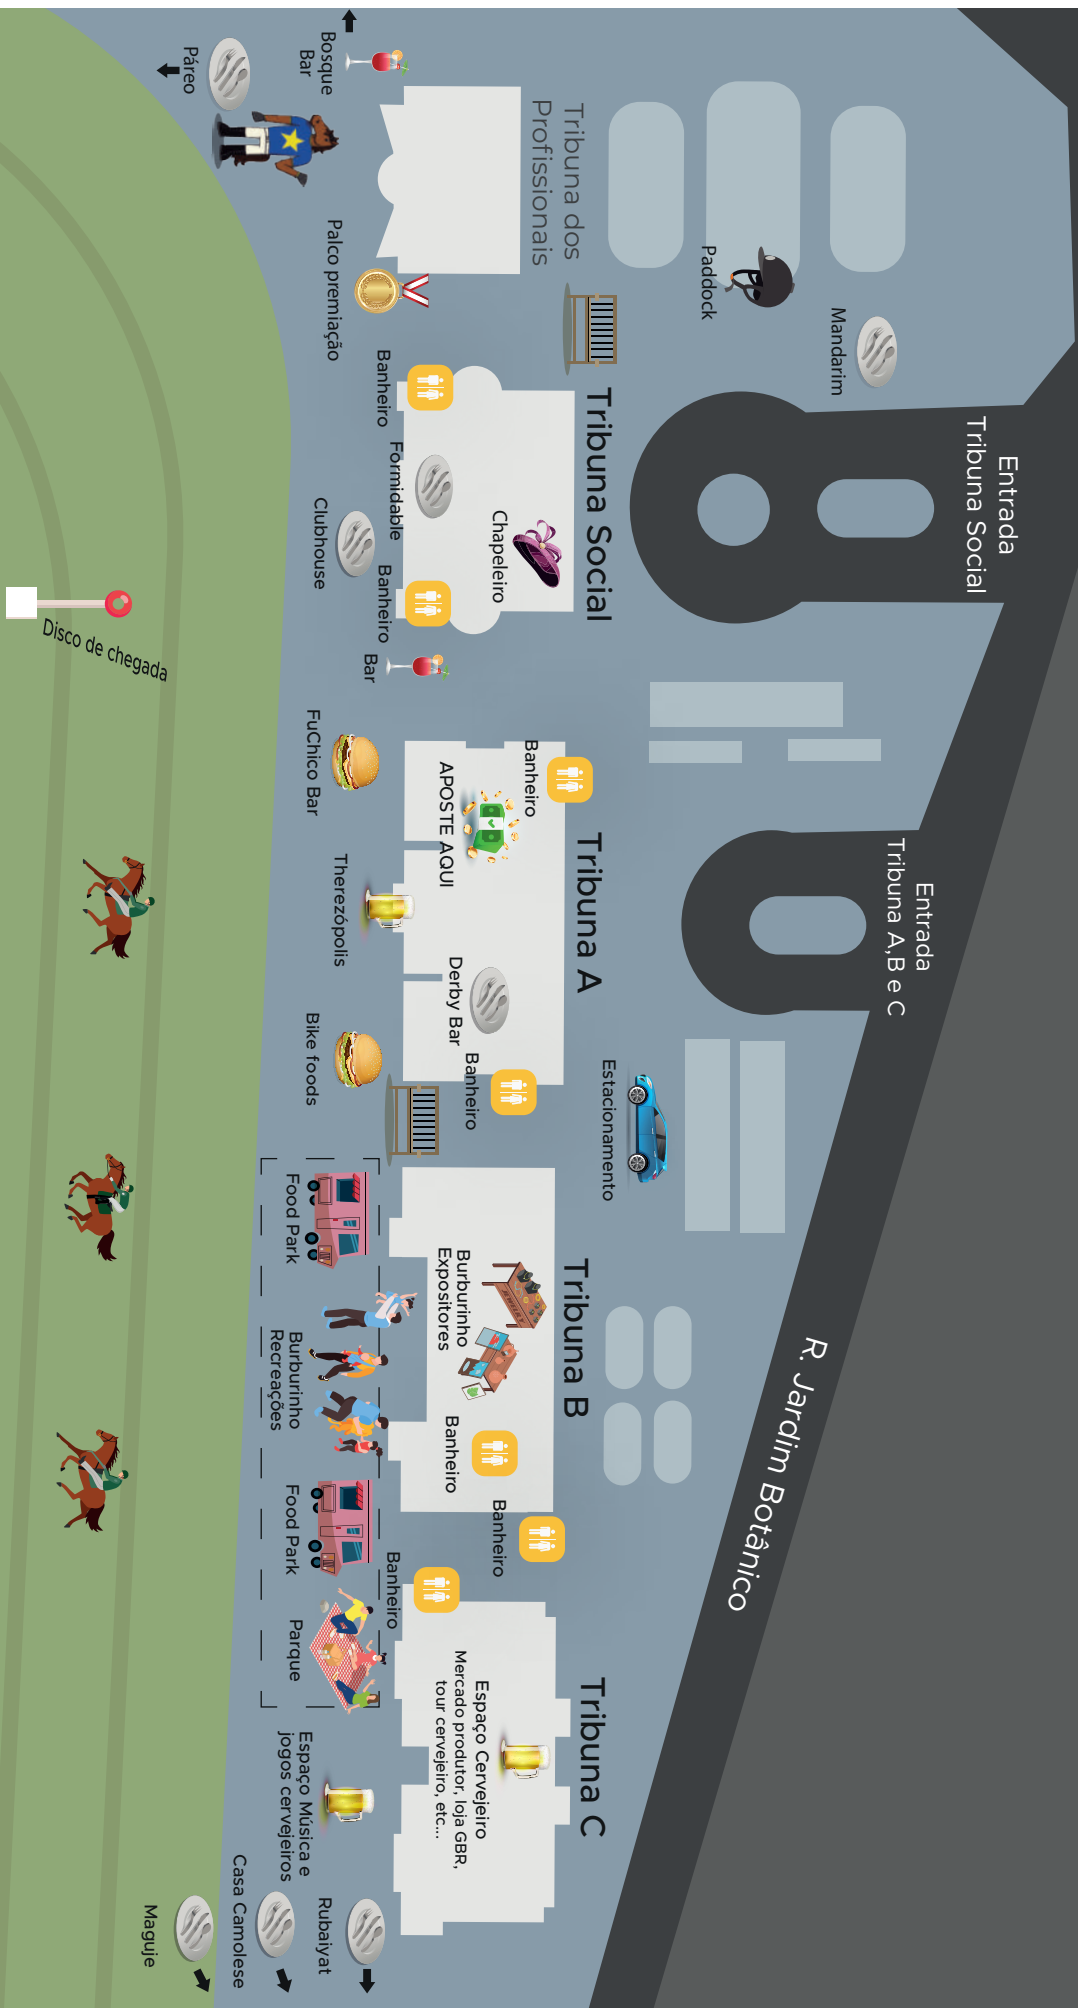 Entrada
Tribuna Social
Entrada
Tribuna A,B e C
R. Jardim Botânico
Mandarim
Paddock
Estacionamento
Tribuna dos
Profissionais
Tribuna Social
Tribuna A
Tribuna B
Tribuna C
Chapeleiro
Formidable
Banheiro
Banheiro
Bar
Clubhouse
Palco premiação
Bosque
Bar
Páreo
Banheiro
APOSTE AQUI
Derby Bar
Banheiro
FuChico Bar
Therezópolis
Bike foods
Burburinho
Expositores
Banheiro
Banheiro
Banheiro
Food Park
Burburinho
Recreações
Food Park
Parque
Espaço Cervejeiro
Mercado produtor, loja GBR,
tour cervejeiro, etc...
Espaço Música e
jogos cervejeiros
Rubaiyat
Casa Camolese
Maguje
Disco de chegada